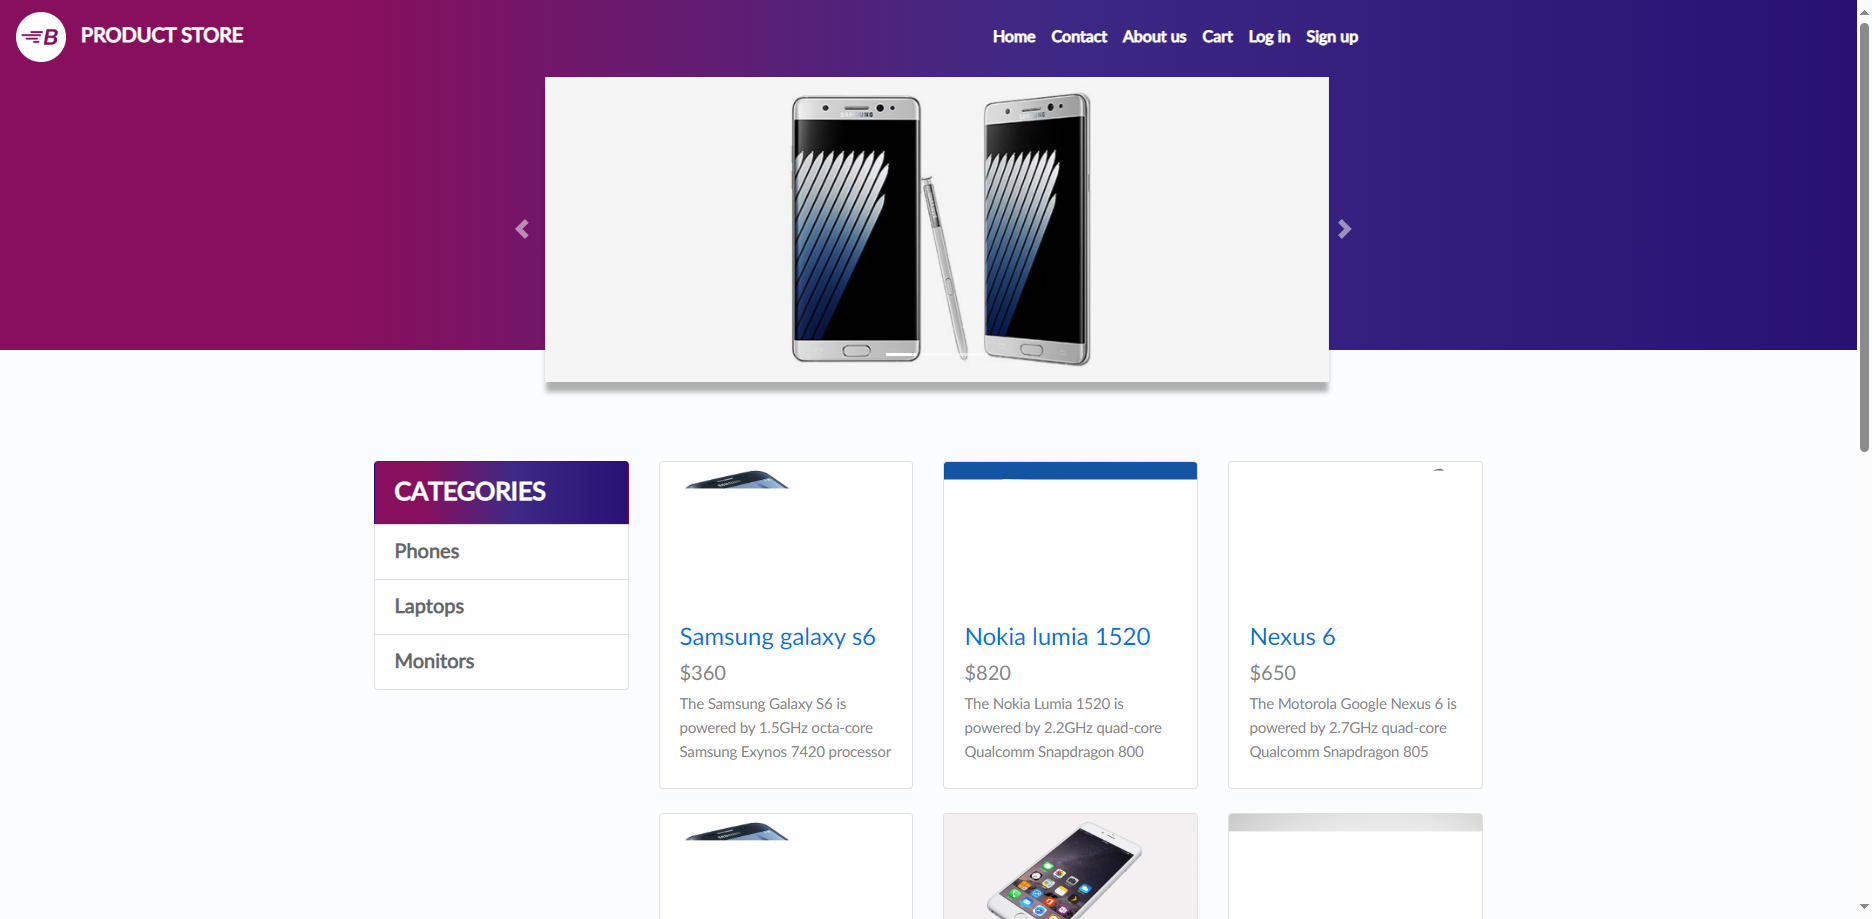 B PRODUCT STORE
Home Contact About us Cart Log in Sign up
SAMSUNG
SAMSUNG
CATEGORIES
Phones
Laptops
Monitors
Samsung galaxy s6
$360
The Samsung Galaxy S6 is
powered by 1.5GHz octa-core
Samsung Exynos 7420 processor
Nokia lumia 1520
$820
The Nokia Lumia 1520 is
powered by 2.2GHz quad-core
Qualcomm Snapdragon 800
Nexus 6
$650
The Motorola Google Nexus 6 is
powered by 2.7GHz quad-core
Qualcomm Snapdragon 805